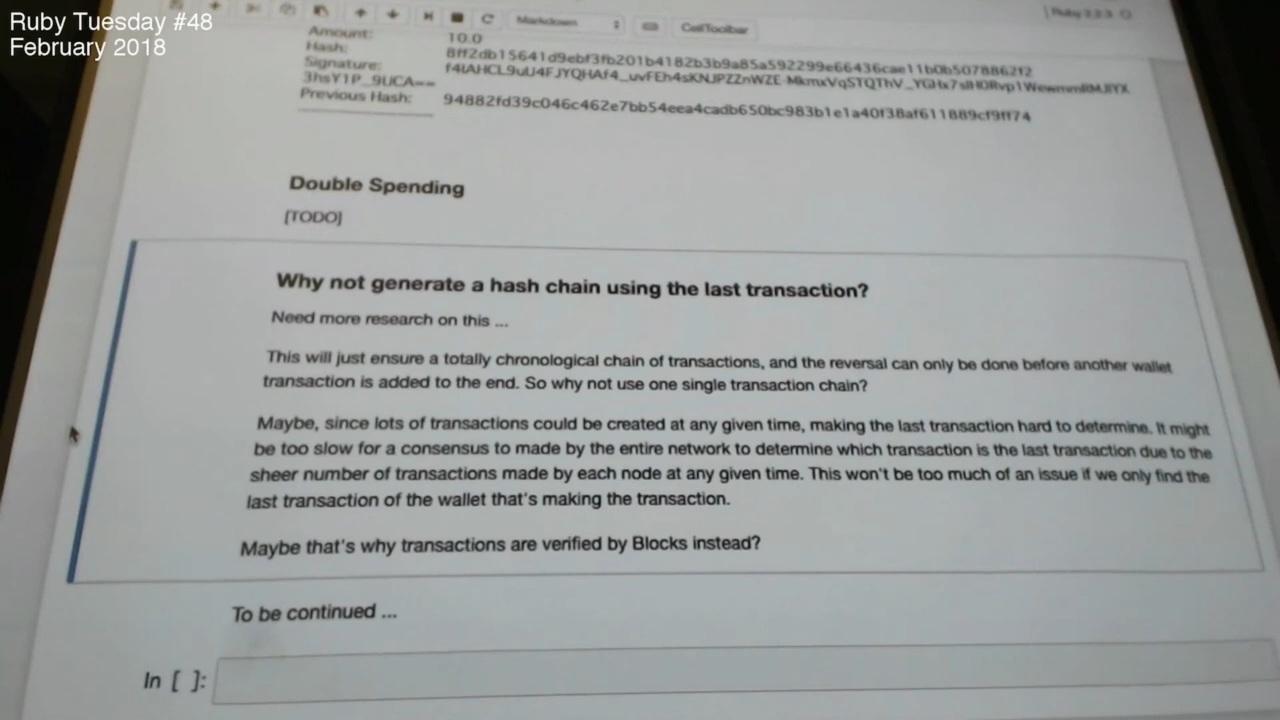 Ruby Tuesday #48
February 2018
Markdown
CellToolbar
Amount: 10.0
Hash:
Signature:
3hsY1P_9UCA==
Previous Hash: 94882fd39c046c462e7bb54eea4cadb650bc983b1e1a40f38af611889cf9ff74
Double Spending
[TODO]
Why not generate a hash chain using the last transaction?
Need more research on this ...
This will just ensure a totally chronological chain of transactions, and the reversal can only be done before another wallet
transaction is added to the end. So why not use one single transaction chain?
Maybe, since lots of transactions could be created at any given time, making the last transaction hard to determine. It might
be too slow for a consensus to made by the entire network to determine which transaction is the last transaction due to the
sheer number of transactions made by each node at any given time. This won't be too much of an issue if we only find the
last transaction of the wallet that's making the transaction.
Maybe that's why transactions are verified by Blocks instead?
To be continued ...
In [ ]: